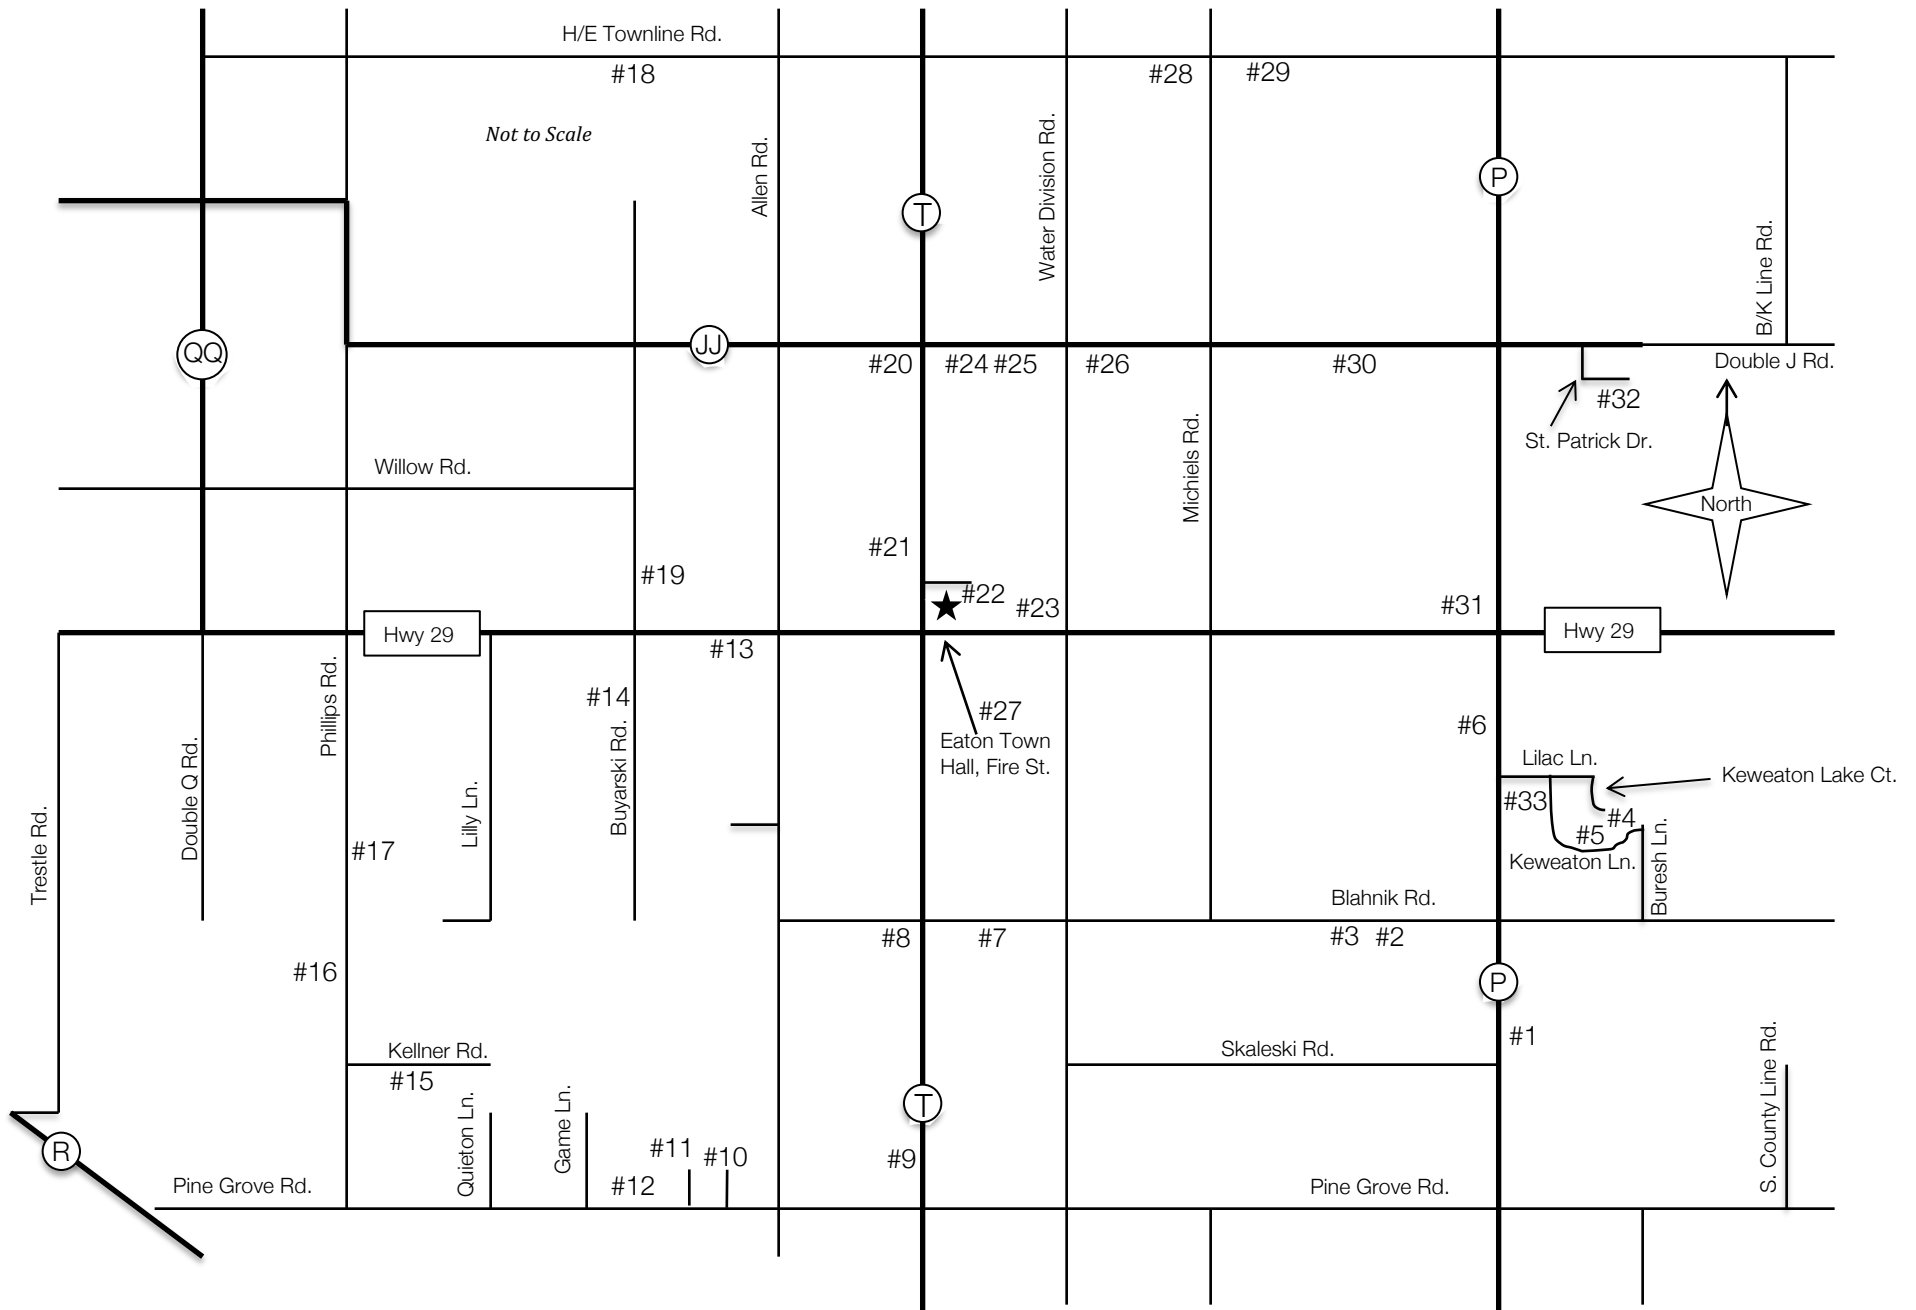 H/E Townline Rd.
#18
#28
#29
Not to Scale
Allen Rd.
Water Division Rd.
P
T
B/K Line Rd.
QQ
JJ
#20
#24
#25
#26
#30
Double J Rd.
#32
St. Patrick Dr.
Willow Rd.
Michiels Rd.
North
#21
#19
#22
#23
#31
Hwy 29
Hwy 29
#13
Phillips Rd.
#14
#27
Eaton Town
Hall, Fire St.
#6
Lilac Ln.
Keweaton Lake Ct.
#33
#4
#5
Keweaton Ln.
Buresh Ln.
Trestle Rd.
Double Q Rd.
#17
Lilly Ln.
Buyarski Rd.
Blahnik Rd.
#8
#7
#3
#2
#16
P
#1
Kellner Rd.
#15
Skaleski Rd.
S. County Line Rd.
T
R
Quieton Ln.
Game Ln.
#11
#10
#9
#12
Pine Grove Rd.
Pine Grove Rd.